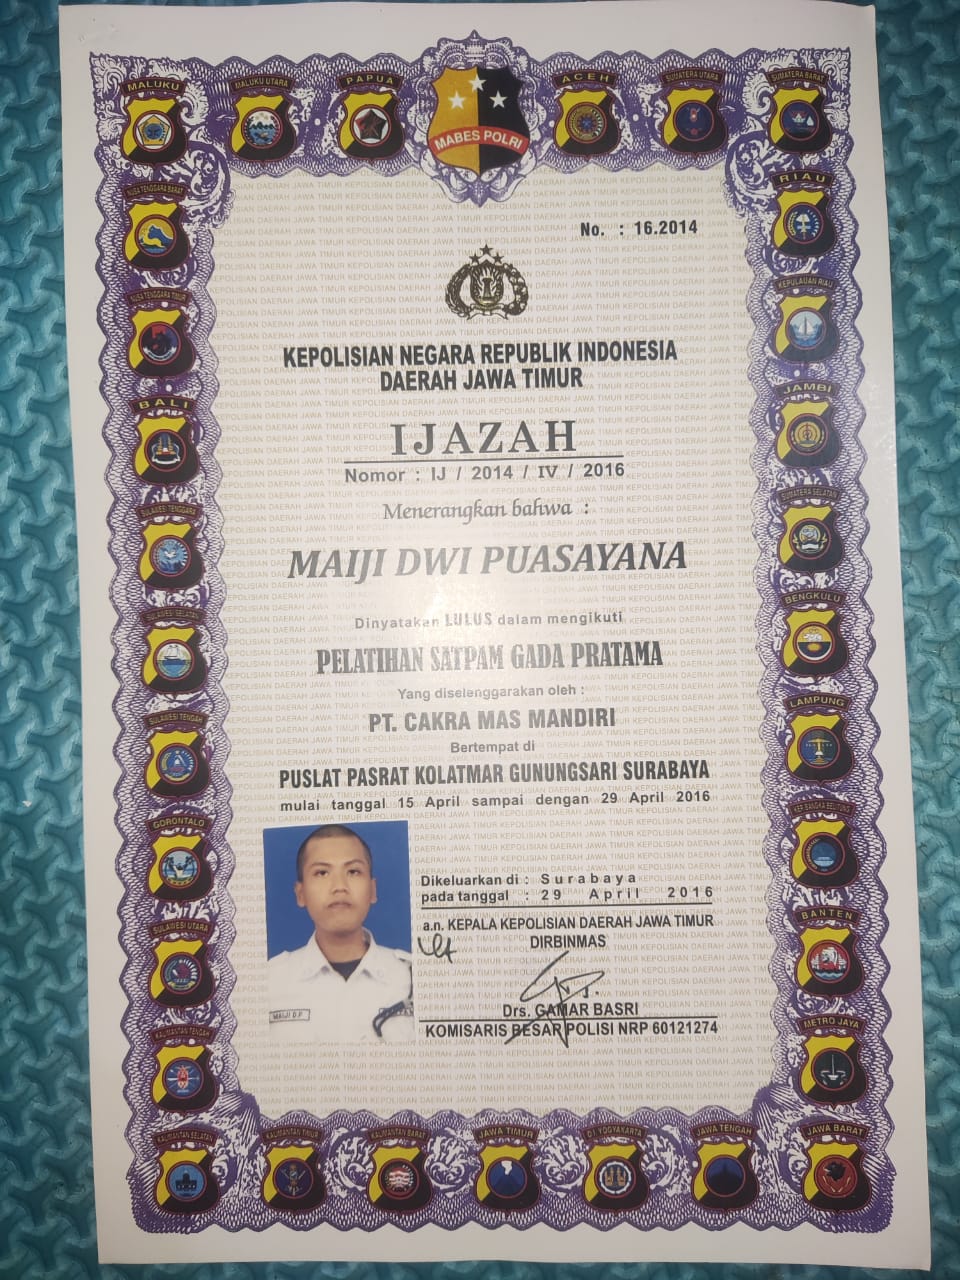 MALUKU
MALUKU UTARA
PAPUA
MABES POLRI
ACEH
SUMATERA UTARA
SUMATERA BARAT
NUSA TENGGARA BARAT
RIAU
No. : 16.2014
NUSA TENGGARA TIMUR
KEPULAUAN RIAU
KEPOLISIAN NEGARA REPUBLIK INDONESIA
DAERAH JAWA TIMUR
BALI
JAMBI
IJAZAH
Nomor : IJ / 2014 / IV / 2016
SULAWESI TENGGARA
SUMATERA SELATAN
Menerangkan bahwa :
MAIJI DWI PUASAYANA
SULAWESI SELATAN
BENGKULU
Dinyatakan LULUS dalam mengikuti
PELATIHAN SATPAM GADA PRATAMA
Yang diselenggarakan oleh :
SULAWESI TENGAH
LAMPUNG
PT. CAKRA MAS MANDIRI
Bertempat di
PUSLAT PASRAT KOLATMAR GUNUNGSARI SURABAYA
mulai tanggal 15 April sampai dengan 29 April 2016
GORONTALO
KEP BANGKA BELITUNG
Dikeluarkan di : Surabaya
pada tanggal : 29 April 2016
SULAWESI UTARA
BANTEN
a.n. KEPALA KEPOLISIAN DAERAH JAWA TIMUR
DIRBINMAS
MAIJI D.P
Drs. GAMAR BASRI
KOMISARIS BESAR POLISI NRP 60121274
KALIMANTAN TENGAH
METRO JAYA
KALIMANTAN SELATAN
KALIMANTAN TIMUR
KALIMANTAN BARAT
JAWA TIMUR
D.I. YOGYAKARTA
JAWA TENGAH
JAWA BARAT